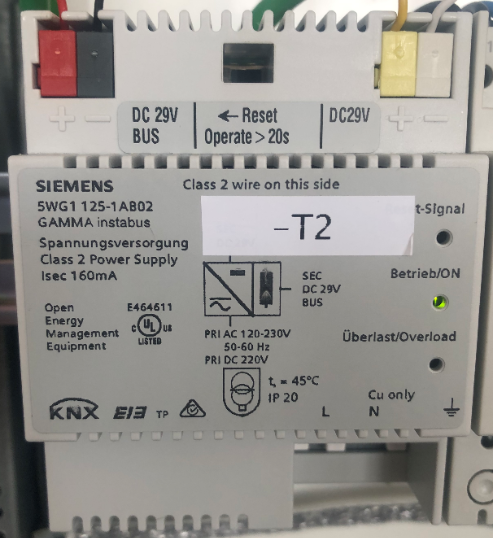 + −
DC 29V
BUS
← Reset
Operate > 20s
DC29V
+ −
SIEMENS
Class 2 wire on this side
5WG1 125-1AB02
GAMMA instabus
Spannungsversorgung
Class 2 Power Supply
Isec 160mA
−T2
t-Signal
Betrieb/ON
SEC
DC 29V
BUS
Open
Energy
Management
Equipment
E464611
C UL US
LISTED
PRI AC 120-230V
50-60 Hz
PRI DC 220V
Überlast/Overload
tₐ = 45°C
IP 20
Cu only
KNX EIB TP
L N